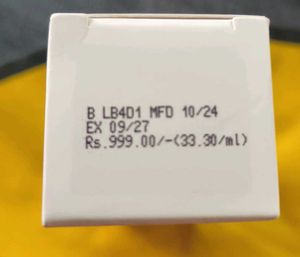 B LB4D1 MFD 10/24
EX 09/27
Rs.999.00/-(33.30/ml)